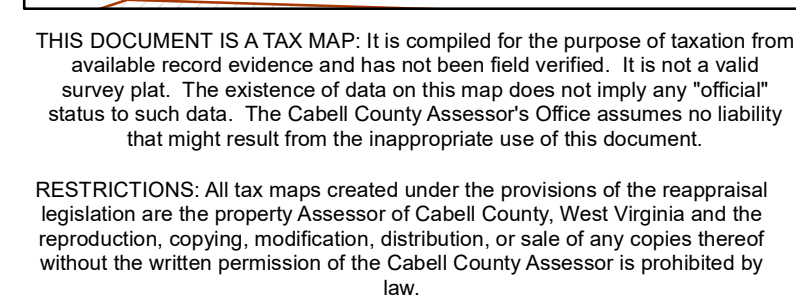 THIS DOCUMENT IS A TAX MAP: It is compiled for the purpose of taxation from
available record evidence and has not been field verified.  It is not a valid
survey plat.  The existence of data on this map does not imply any "official"
status to such data.  The Cabell County Assessor's Office assumes no liability
that might result from the inappropriate use of this document.

RESTRICTIONS: All tax maps created under the provisions of the reappraisal
legislation are the property Assessor of Cabell County, West Virginia and the
reproduction, copying, modification, distribution, or sale of any copies thereof
without the written permission of the Cabell County Assessor is prohibited by
law.